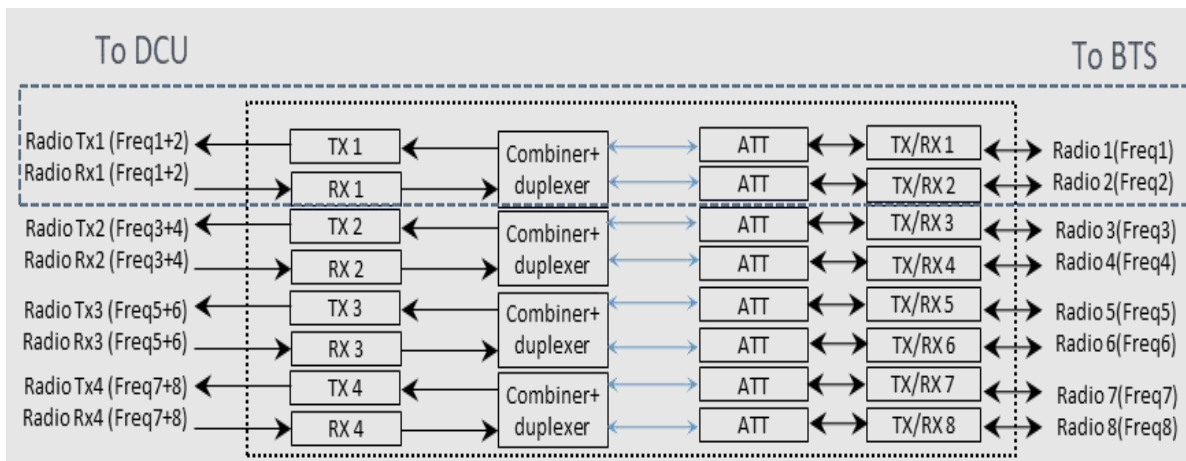 To DCU
To BTS
Radio Tx1 (Freq1+2)
TX 1
Combiner+
duplexer
ATT
TX/RX 1
Radio 1(Freq1)
Radio Rx1 (Freq1+2)
RX 1
ATT
TX/RX 2
Radio 2(Freq2)
Radio Tx2 (Freq3+4)
TX 2
Combiner+
duplexer
ATT
TX/RX 3
Radio 3(Freq3)
Radio Rx2 (Freq3+4)
RX 2
ATT
TX/RX 4
Radio 4(Freq4)
Radio Tx3 (Freq5+6)
TX 3
Combiner+
duplexer
ATT
TX/RX 5
Radio 5(Freq5)
Radio Rx3 (Freq5+6)
RX 3
ATT
TX/RX 6
Radio 6(Freq6)
Radio Tx4 (Freq7+8)
TX 4
Combiner+
duplexer
ATT
TX/RX 7
Radio 7(Freq7)
Radio Rx4 (Freq7+8)
RX 4
ATT
TX/RX 8
Radio 8(Freq8)